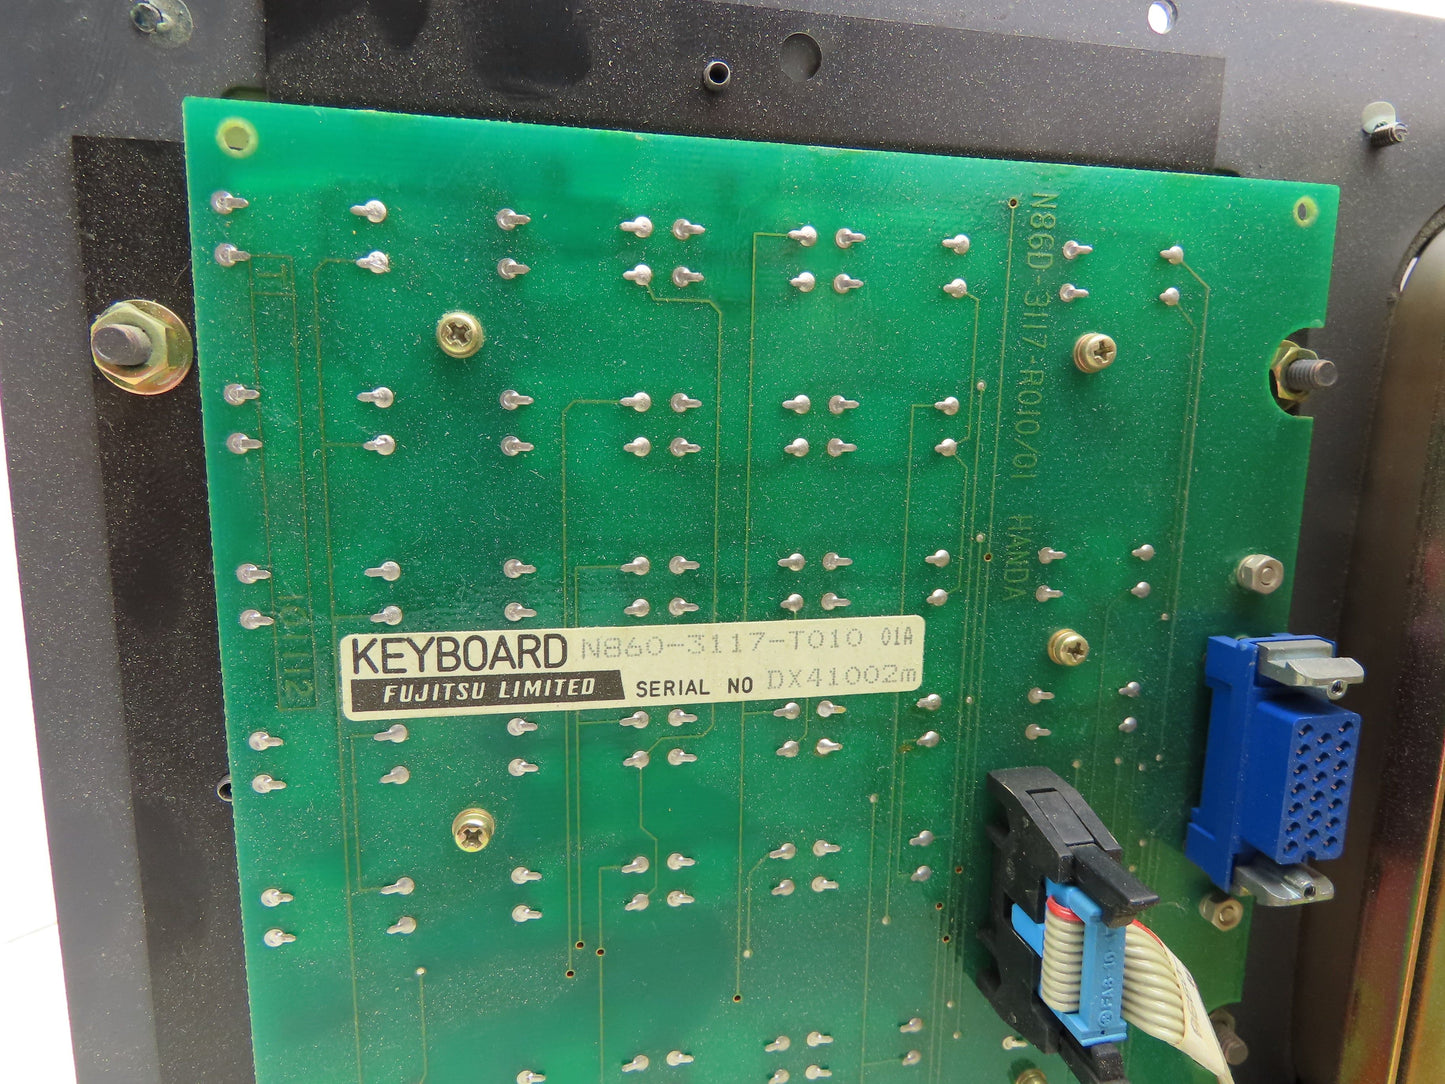 N86D-3117-R010/01 HANDA
KEYBOARD N860-3117-T010 01A
FUJITSU LIMITED SERIAL NO DX41002m